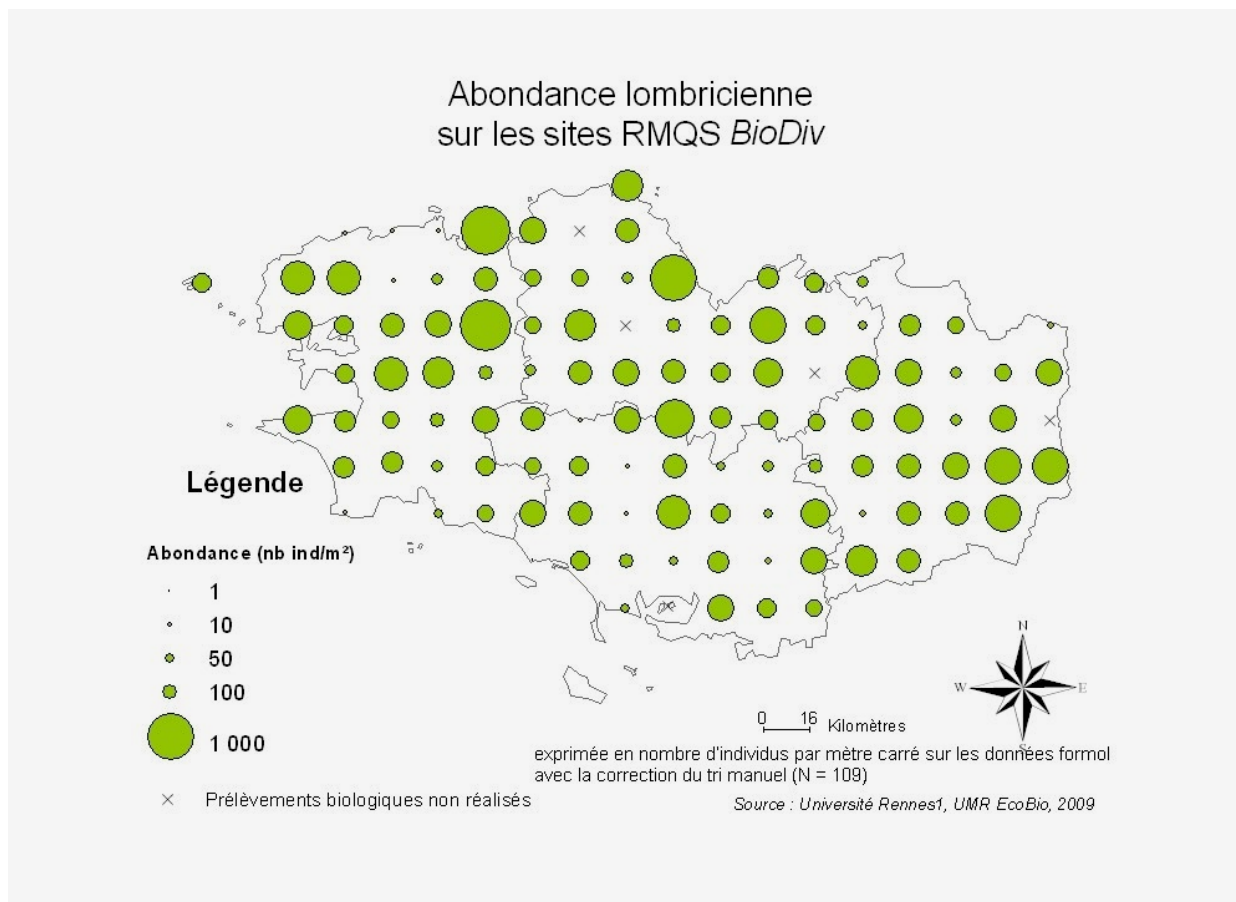 Abondance lombricienne
sur les sites RMQS BioDiv
Légende
Abondance (nb ind/m²)
1
10
50
100
1 000
Prélèvements biologiques non réalisés
N
W
E
S
0 16 Kilomètres
exprimée en nombre d'individus par mètre carré sur les données formol
avec la correction du tri manuel (N = 109)
Source : Université Rennes1, UMR EcoBio, 2009